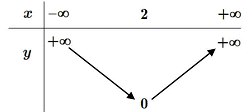 x −∞ 2 +∞
y +∞ +∞
0